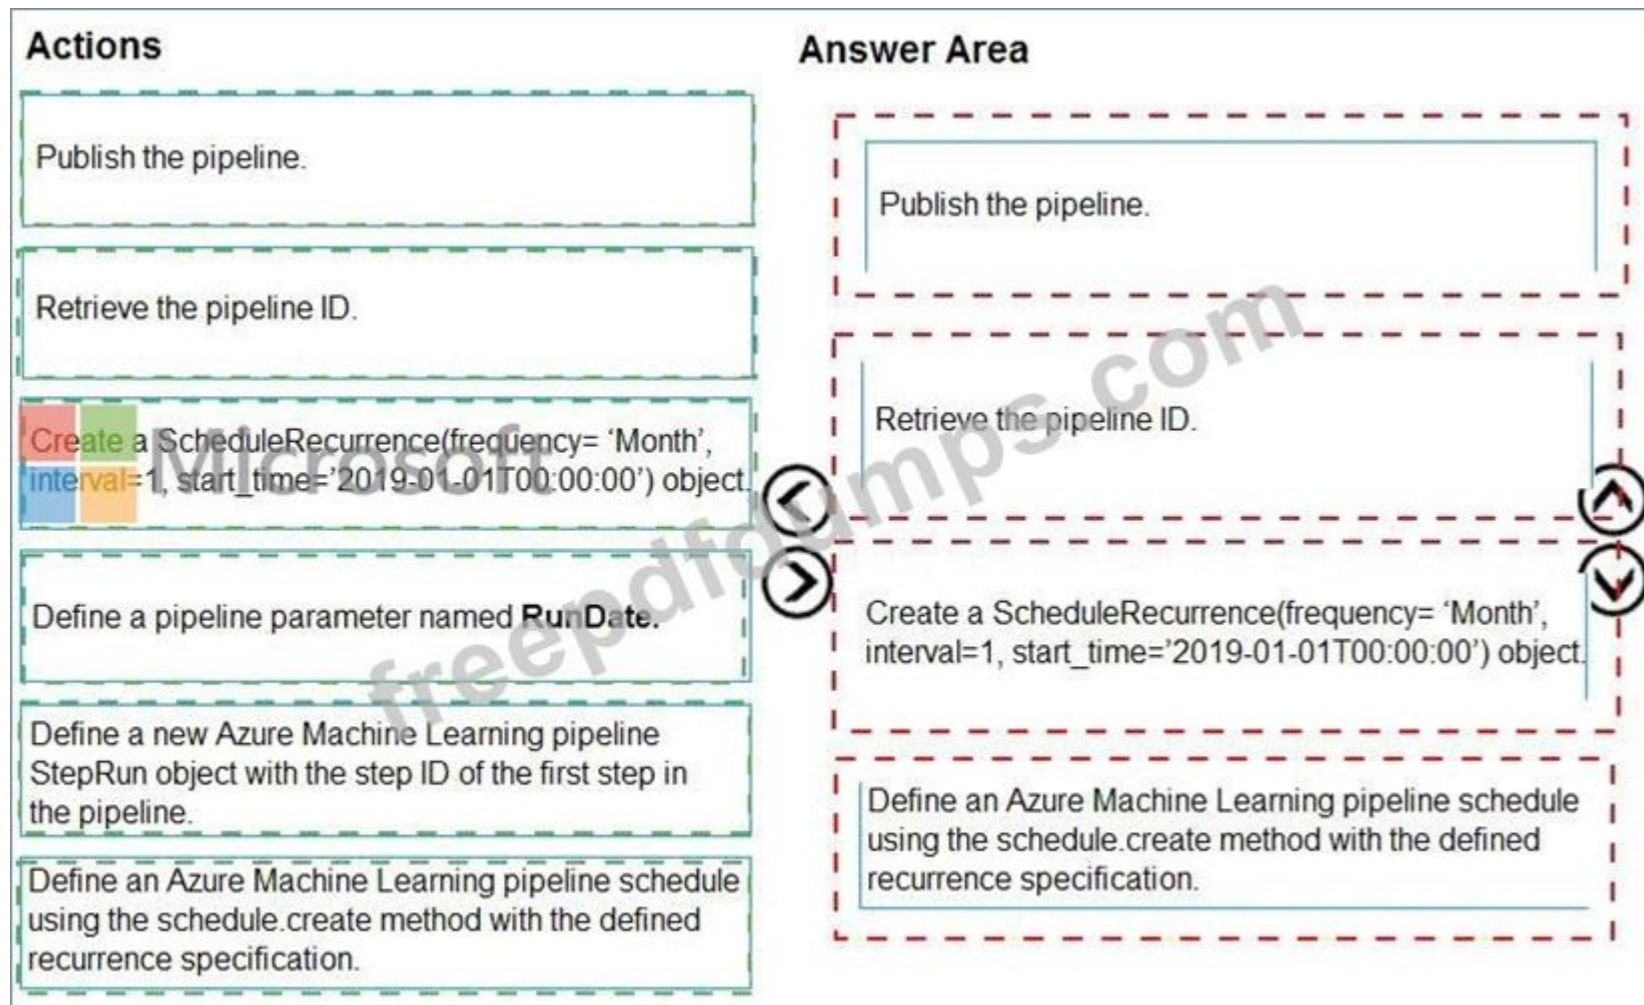 Actions
Publish the pipeline.
Retrieve the pipeline ID.
Create a ScheduleRecurrence(frequency= ‘Month’,
interval=1, start_time=’2019-01-01T00:00:00’) object.
Define a pipeline parameter named RunDate.
Define a new Azure Machine Learning pipeline
StepRun object with the step ID of the first step in
the pipeline.
Define an Azure Machine Learning pipeline schedule
using the schedule.create method with the defined
recurrence specification.
Answer Area
Publish the pipeline.
Retrieve the pipeline ID.
Create a ScheduleRecurrence(frequency= ‘Month’,
interval=1, start_time=’2019-01-01T00:00:00’) object.
Define an Azure Machine Learning pipeline schedule
using the schedule.create method with the defined
recurrence specification.
Microsoft
freepdfdumps.com